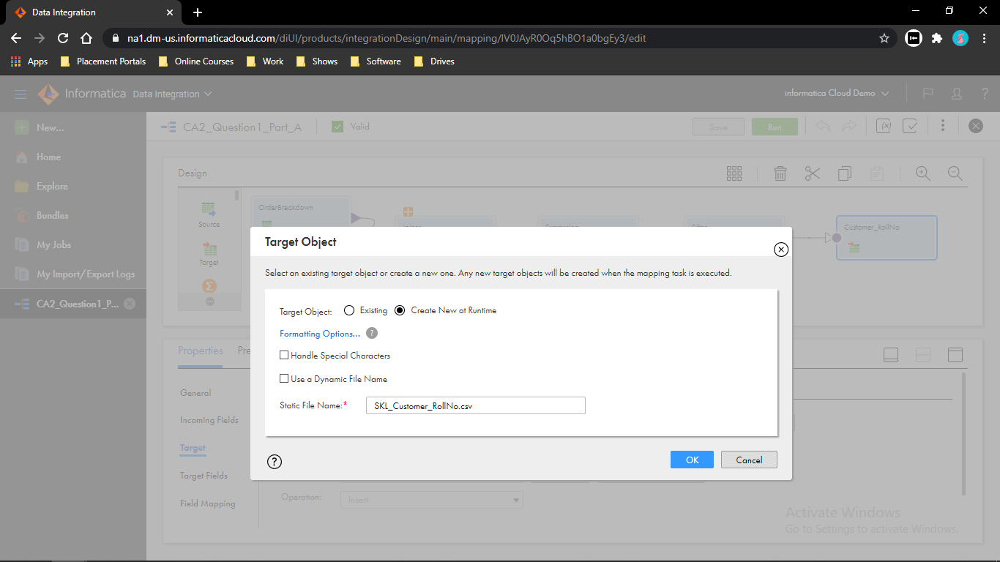 Data Integration
na1.dm-us.informaticacloud.com/diUI/products/integrationDesign/main/mapping/lV0JAyR0Oq5hBO1a0bgEy3/edit
Apps Placement Portals Online Courses Work Shows Software Drives
Informatica Data Integration informatica Cloud Demo
New...
Home
Explore
Bundles
My Jobs
My Import/Export Logs
CA2_Question1_P...
CA2_Question1_Part_A Valid Save Run
Design
Source
Target
OrderBreakdown
Joiner Expression Filter Customer_RollNo
Target Object
Select an existing target object or create a new one. Any new target objects will be created when the mapping task is executed.
Target Object: Existing Create New at Runtime
Formatting Options... ?
Handle Special Characters
Use a Dynamic File Name
Static File Name:* SKL_Customer_RollNo.csv
? OK Cancel
Properties Pre
General
Incoming Fields
Target
Target Fields
Field Mapping
Operation: Insert
Activate Windows
Go to Settings to activate Windows.